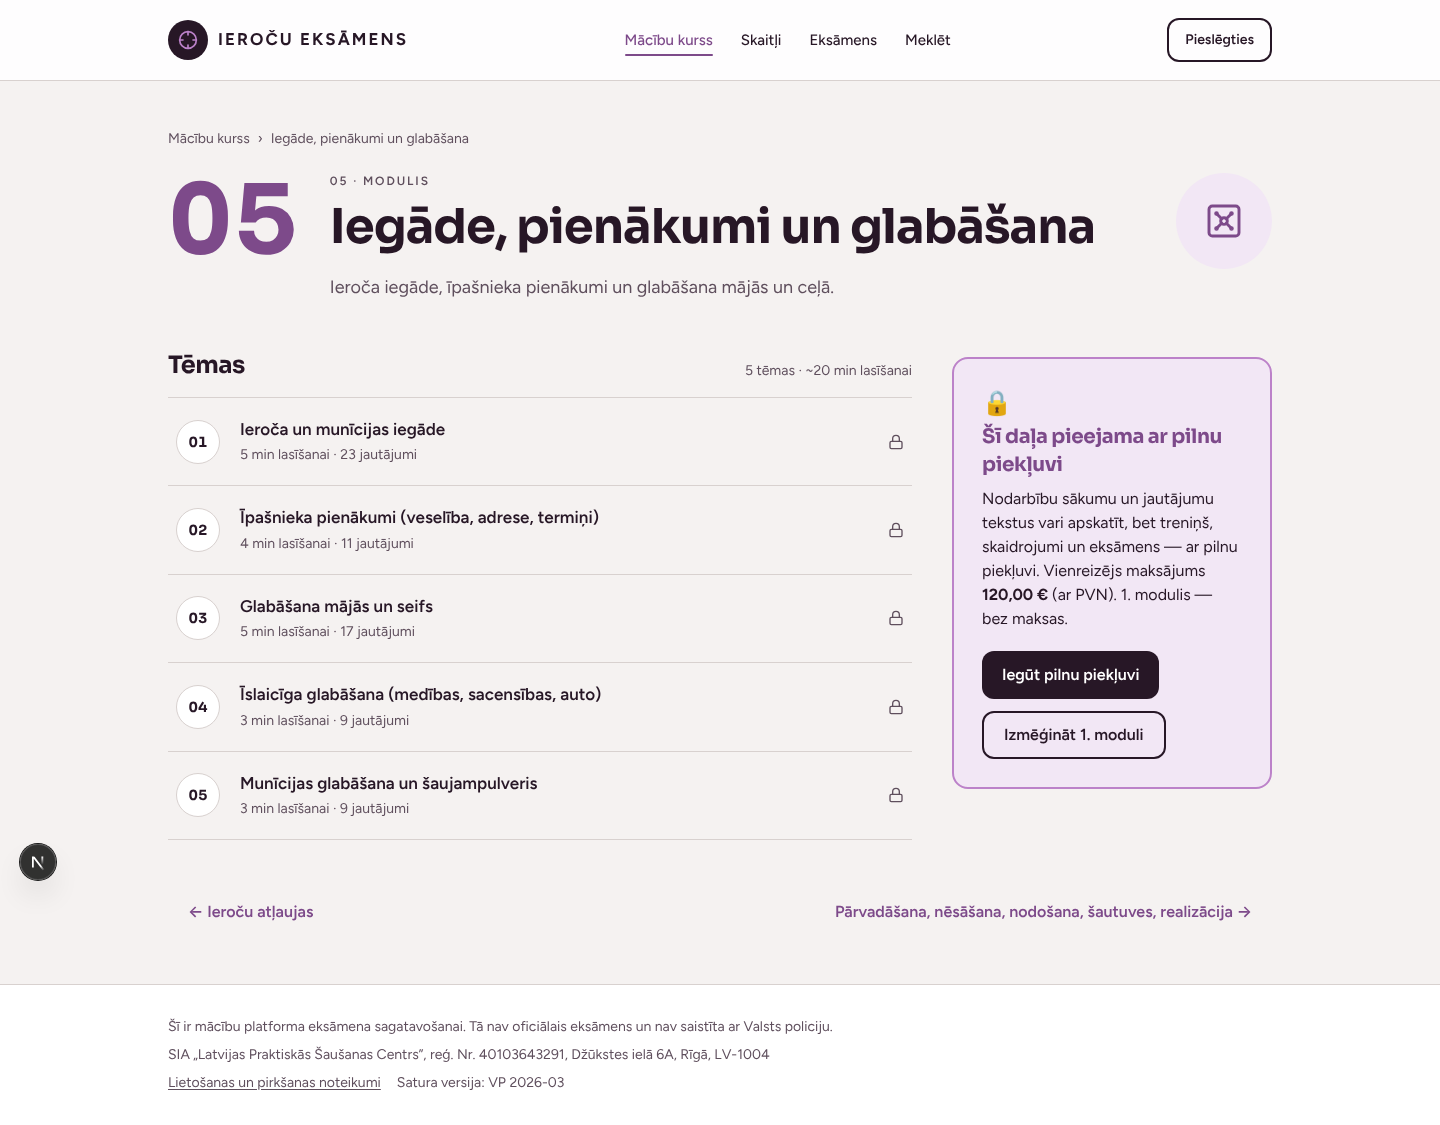 IEROČU EKSĀMENS
Mācību kurss
Skaitļi
Eksāmens
Meklēt
Pieslēgties
Mācību kurss › Iegāde, pienākumi un glabāšana
05
05 · MODULIS
Iegāde, pienākumi un glabāšana
Ieroča iegāde, īpašnieka pienākumi un glabāšana mājās un ceļā.
Tēmas
5 tēmas · ~20 min lasīšanai
01
Ieroča un munīcijas iegāde
5 min lasīšanai · 23 jautājumi
02
Īpašnieka pienākumi (veselība, adrese, termiņi)
4 min lasīšanai · 11 jautājumi
03
Glabāšana mājās un seifs
5 min lasīšanai · 17 jautājumi
04
Īslaicīga glabāšana (medības, sacensības, auto)
3 min lasīšanai · 9 jautājumi
05
Munīcijas glabāšana un šaujampulveris
3 min lasīšanai · 9 jautājumi
Šī daļa pieejama ar pilnu
piekļuvi
Nodarbību sākumu un jautājumu
tekstus vari apskatīt, bet treniņš,
skaidrojumi un eksāmens — ar pilnu
piekļuvi. Vienreizējs maksājums
120,00 € (ar PVN). 1. modulis —
bez maksas.
Iegūt pilnu piekļuvi
Izmēģināt 1. moduli
N
← Ieroču atļaujas
Pārvadāšana, nēsāšana, nodošana, šautuves, realizācija →
Šī ir mācību platforma eksāmena sagatavošanai. Tā nav oficiālais eksāmens un nav saistīta ar Valsts policiju.
SIA „Latvijas Praktiskās Šaušanas Centrs”, reģ. Nr. 40103643291, Džūkstes ielā 6A, Rīgā, LV-1004
Lietošanas un pirkšanas noteikumi
Satura versija: VP 2026-03